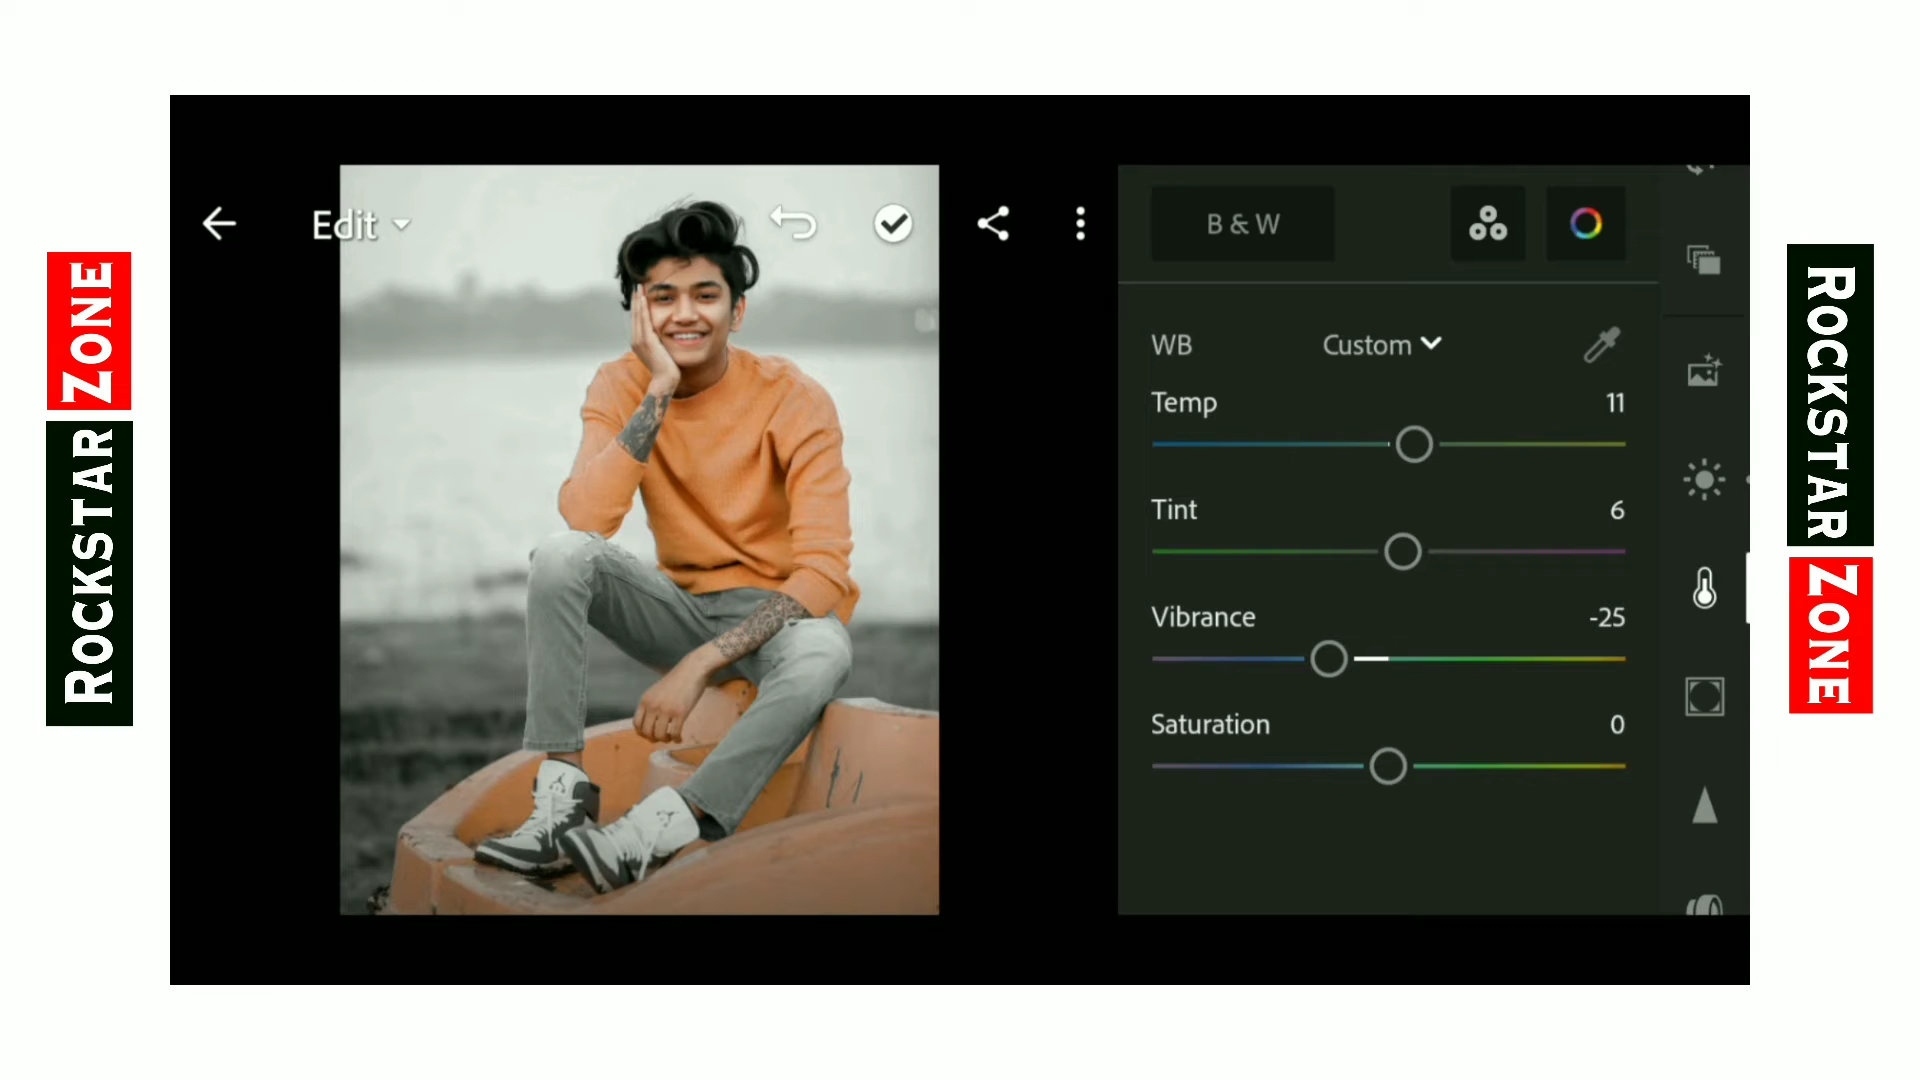 ROCKSTAR ZONE
Edit
B & W
WB Custom
Temp 11
Tint 6
Vibrance -25
Saturation 0
ROCKSTAR ZONE